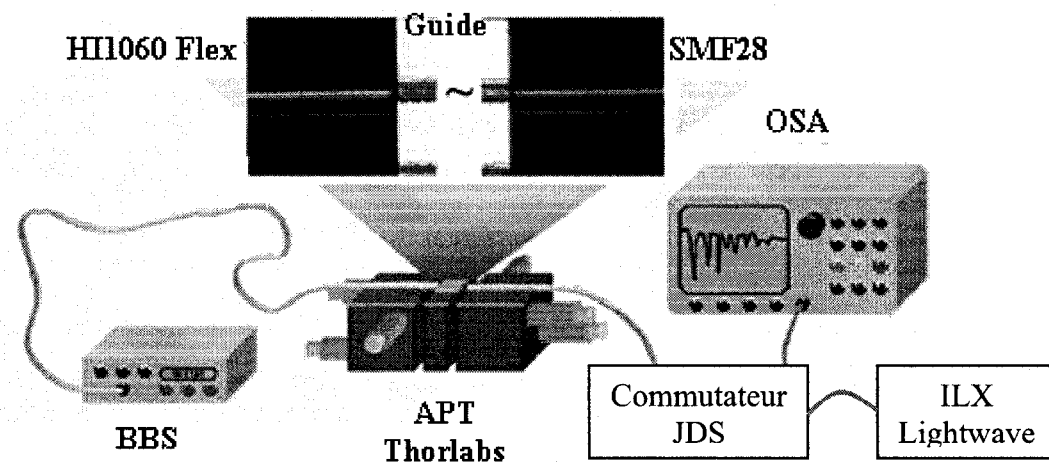 Guide
HI1060 Flex
SMF28
~
OSA
BBS
APT
Thorlabs
Commutateur
JDS
ILX
Lightwave